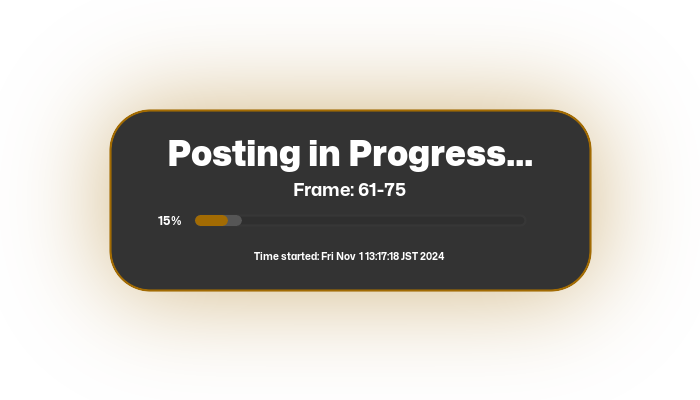 Posting in Progress...
Frame: 61-75
15%
Time started: Fri Nov 1 13:17:18 JST 2024